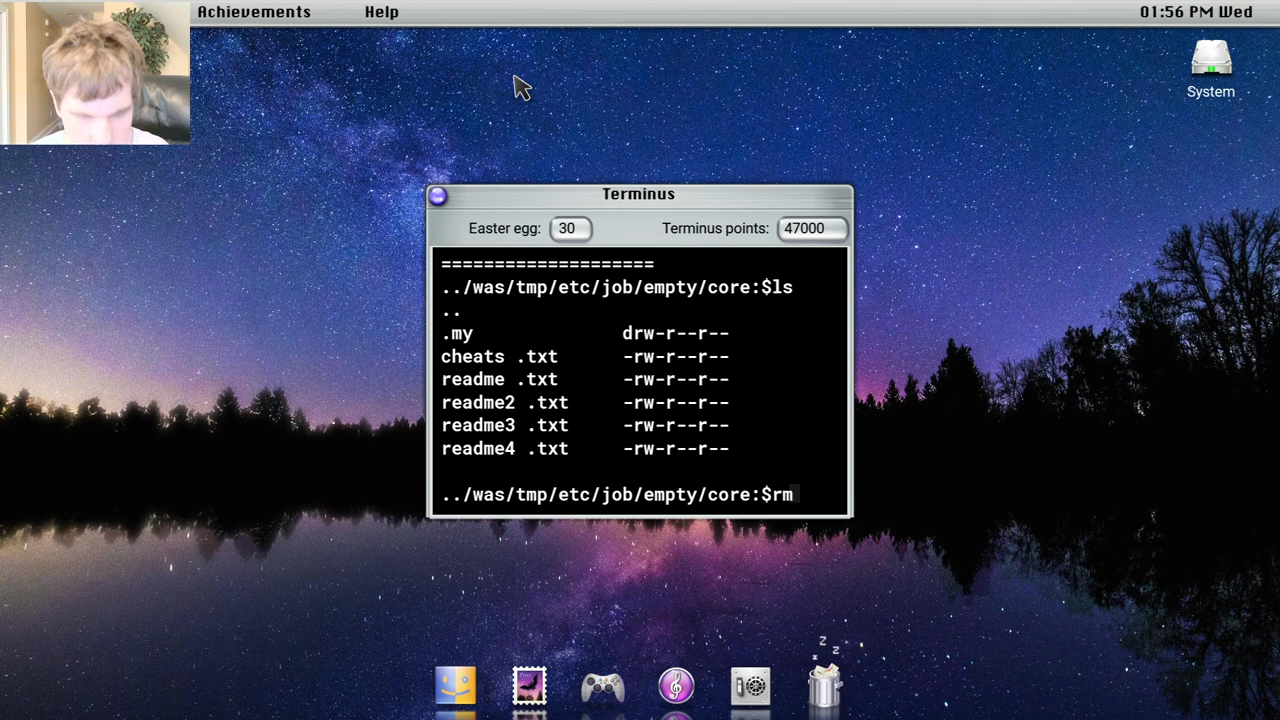 Achievements Help 01:56 PM Wed
System
Terminus
Easter egg: 30 Terminus points: 47000
====================
../was/tmp/etc/job/empty/core:$ls
..
.my drw-r--r--
cheats .txt -rw-r--r--
readme .txt -rw-r--r--
readme2 .txt -rw-r--r--
readme3 .txt -rw-r--r--
readme4 .txt -rw-r--r--
../was/tmp/etc/job/empty/core:$rm
z
z
z